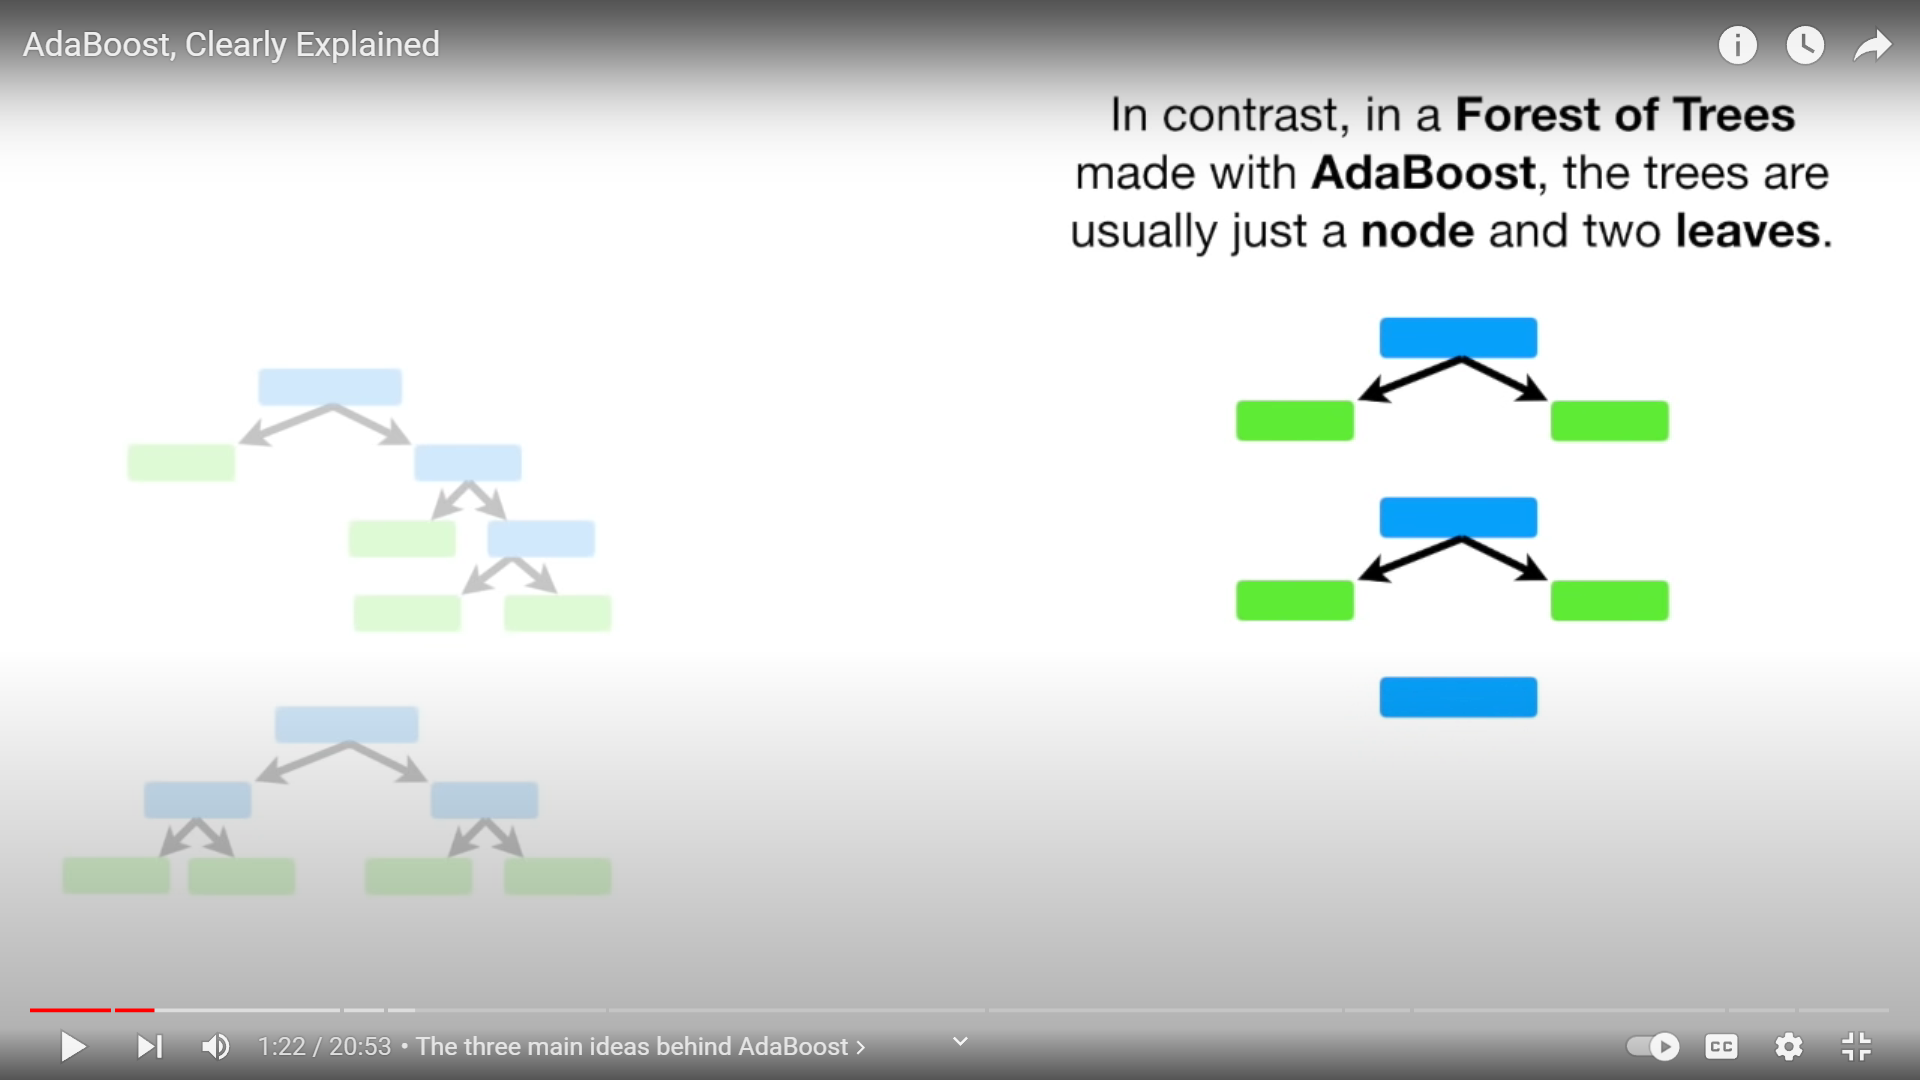 AdaBoost, Clearly Explained
In contrast, in a Forest of Trees
made with AdaBoost, the trees are
usually just a node and two leaves.
1:22 / 20:53 • The three main ideas behind AdaBoost
CC